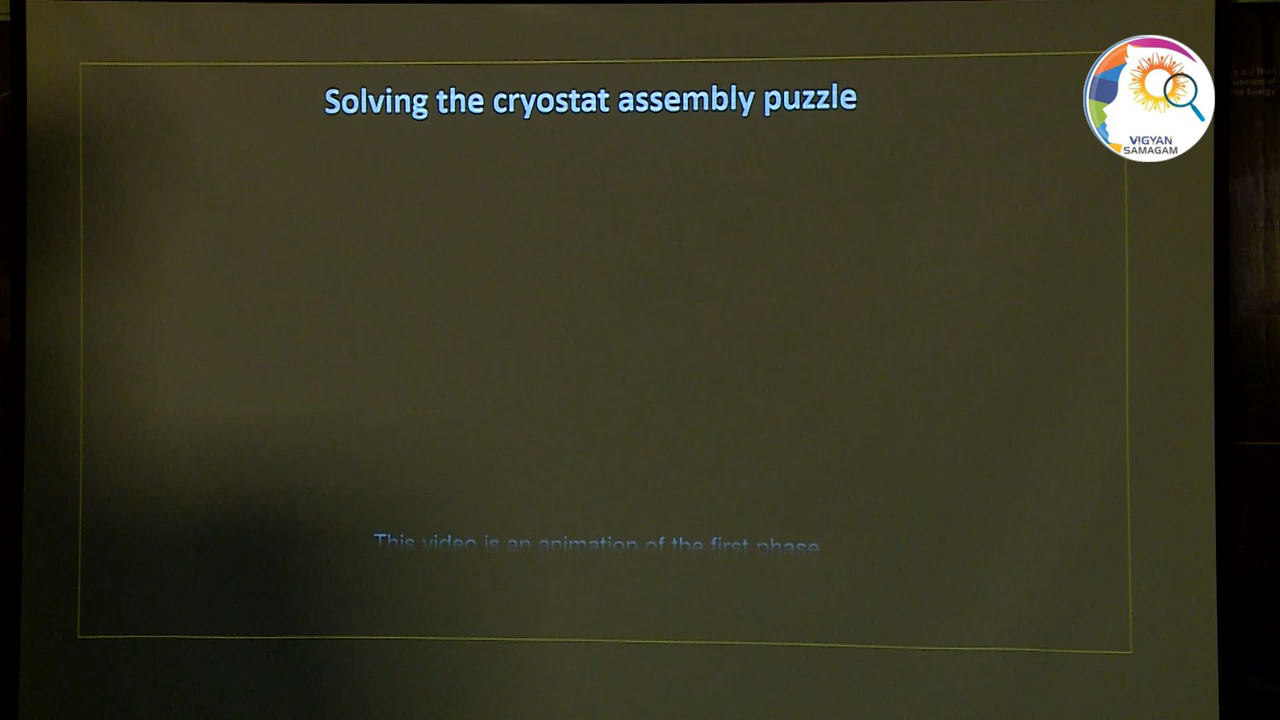 Solving the cryostat assembly puzzle
VIGYAN
SAMAGAM
This video is an animation of the first phase